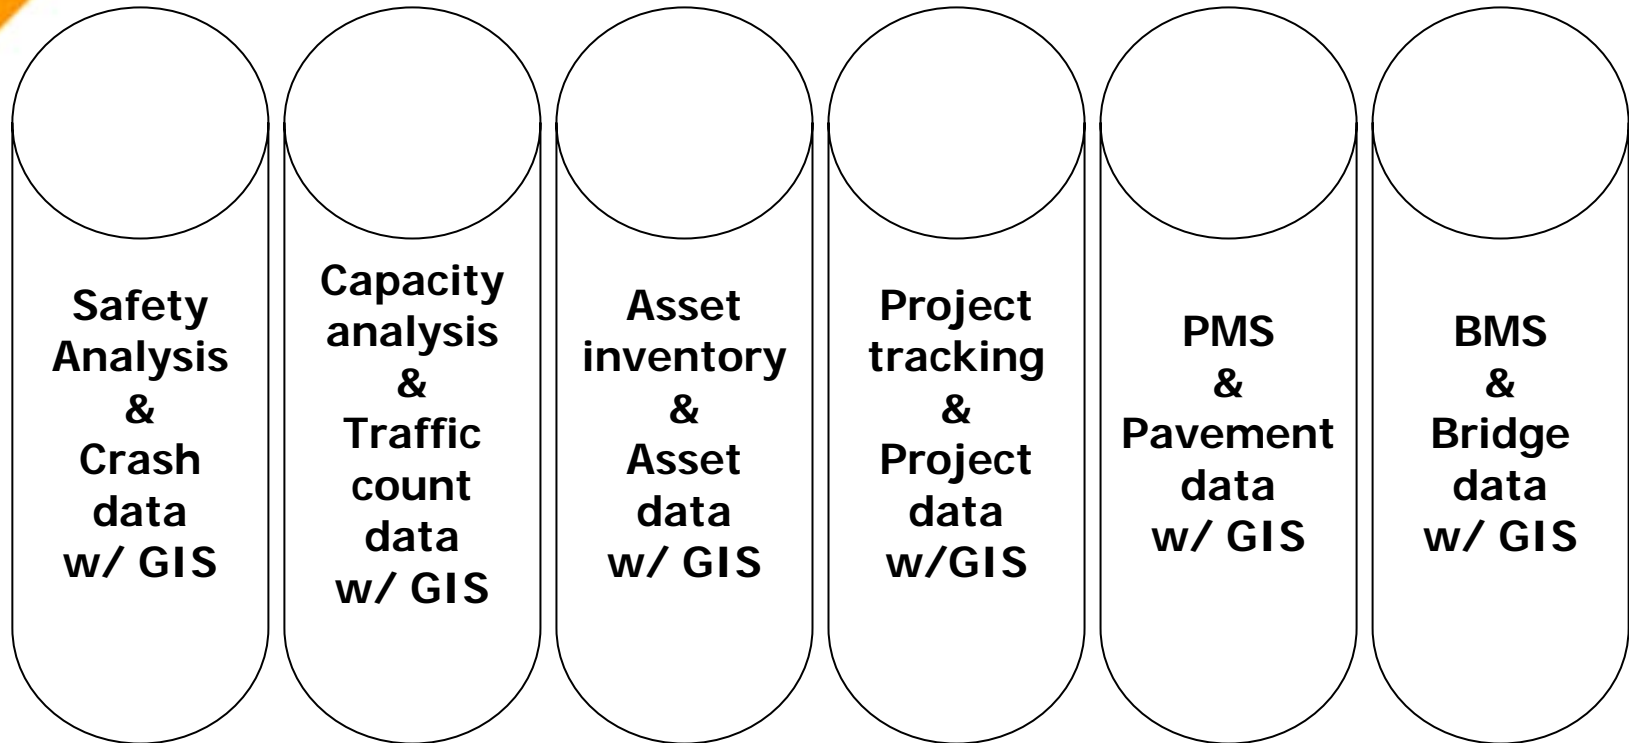 Safety
Analysis
&
Crash
data
w/ GIS
Capacity
analysis
&
Traffic
count
data
w/ GIS
Asset
inventory
&
Asset
data
w/ GIS
Project
tracking
&
Project
data
w/GIS
PMS
&
Pavement
data
w/ GIS
BMS
&
Bridge
data
w/ GIS